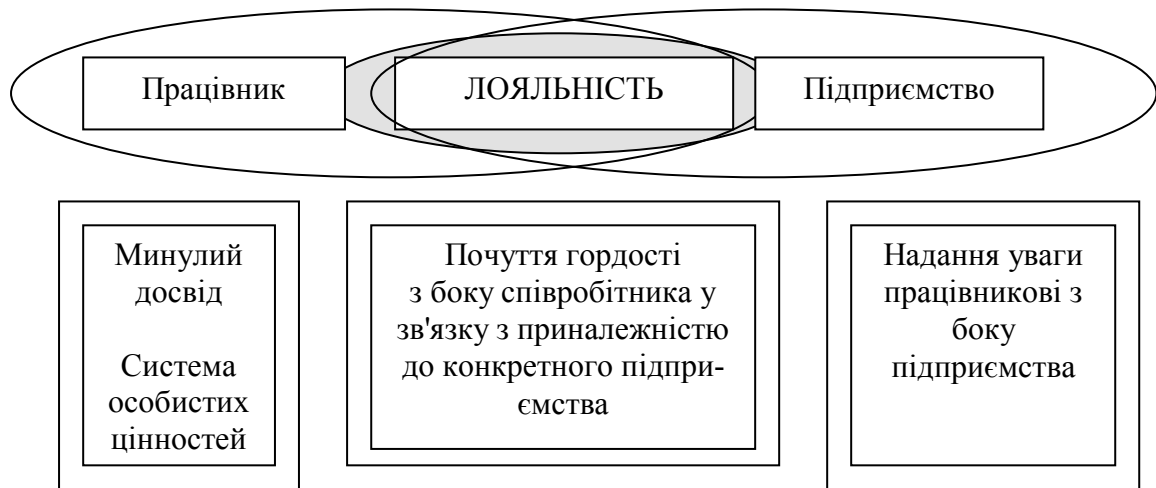 Працівник
ЛОЯЛЬНІСТЬ
Підприємство
Минулий
досвід
Система
особистих
цінностей
Почуття гордості
з боку співробітника у
зв'язку з приналежністю
до конкретного підпри-
ємства
Надання уваги
працівникові з
боку
підприємства